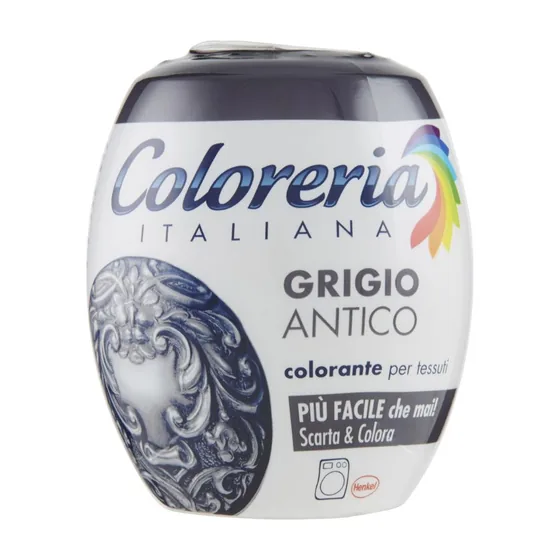 Coloreria
ITALIANA
GRIGIO
ANTICO
colorante per tessuti
PIÙ FACILE che mai!
Scarta & Colora
Henkel